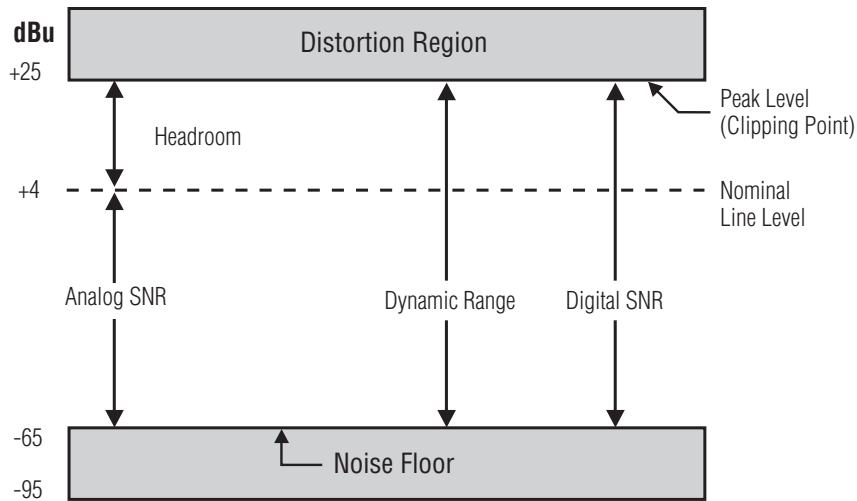 dBu
Distortion Region
+25
Peak Level
(Clipping Point)
Headroom
+4
Nominal
Line Level
Analog SNR
Dynamic Range
Digital SNR
-65
Noise Floor
-95